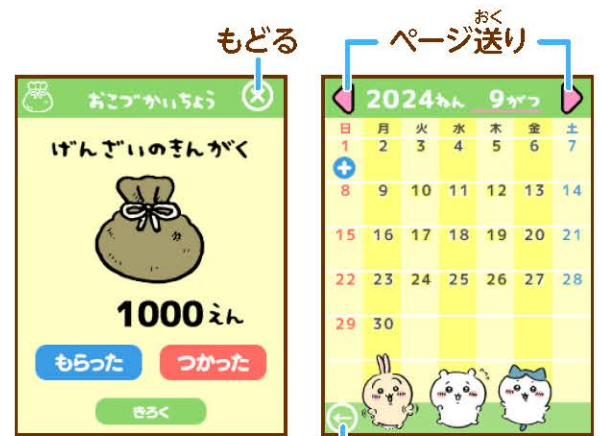 もどる
おく
ページ送り
おこづかいちょう
げんざいのきんがく
1000えん
もらった
つかった
きろく
2024ねん 9がつ
日 月 火 水 木 金 土
1 2 3 4 5 6 7
8 9 10 11 12 13 14
15 16 17 18 19 20 21
22 23 24 25 26 27 28
29 30